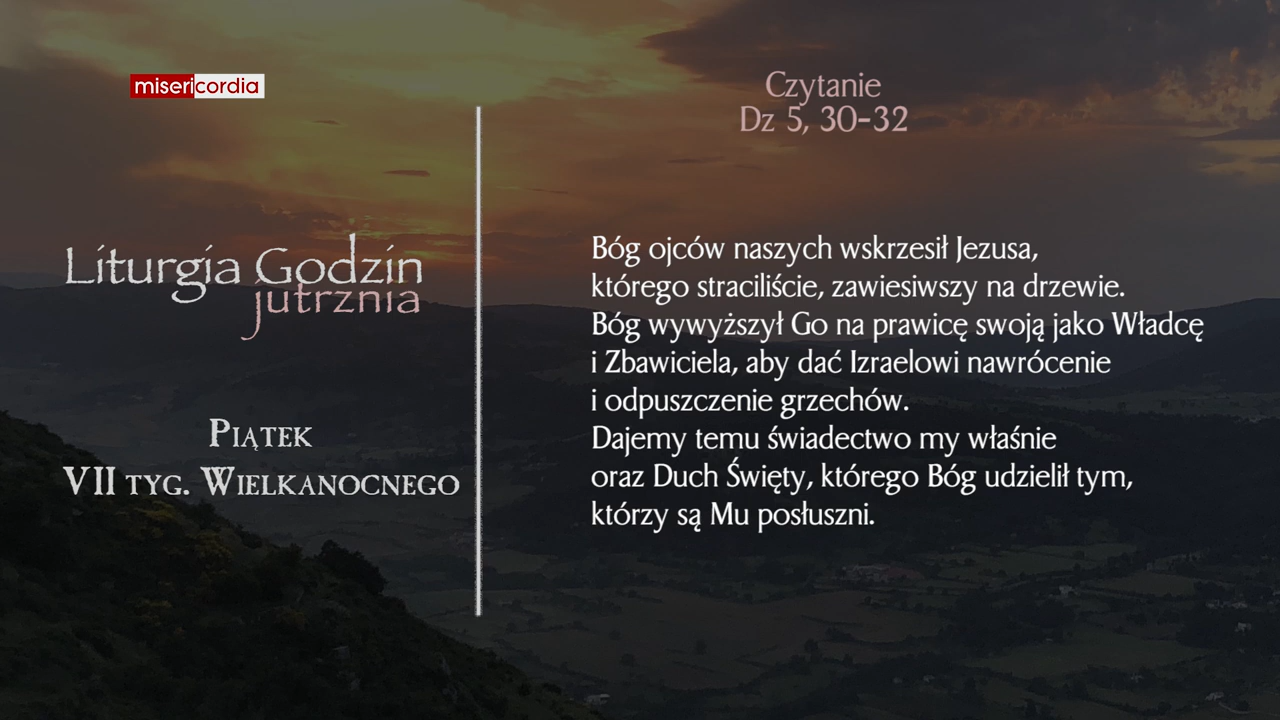 misericordia
Liturgia Godzin
jutrznia
Piątek
VII tyg. Wielkanocnego
Czytanie
Dz 5, 30-32
Bóg ojców naszych wskrzesił Jezusa,
którego straciliście, zawiesiwszy na drzewie.
Bóg wywyższył Go na prawicę swoją jako Władcę
i Zbawiciela, aby dać Izraelowi nawrócenie
i odpuszczenie grzechów.
Dajemy temu świadectwo my właśnie
oraz Duch Święty, którego Bóg udzielił tym,
którzy są Mu posłuszni.